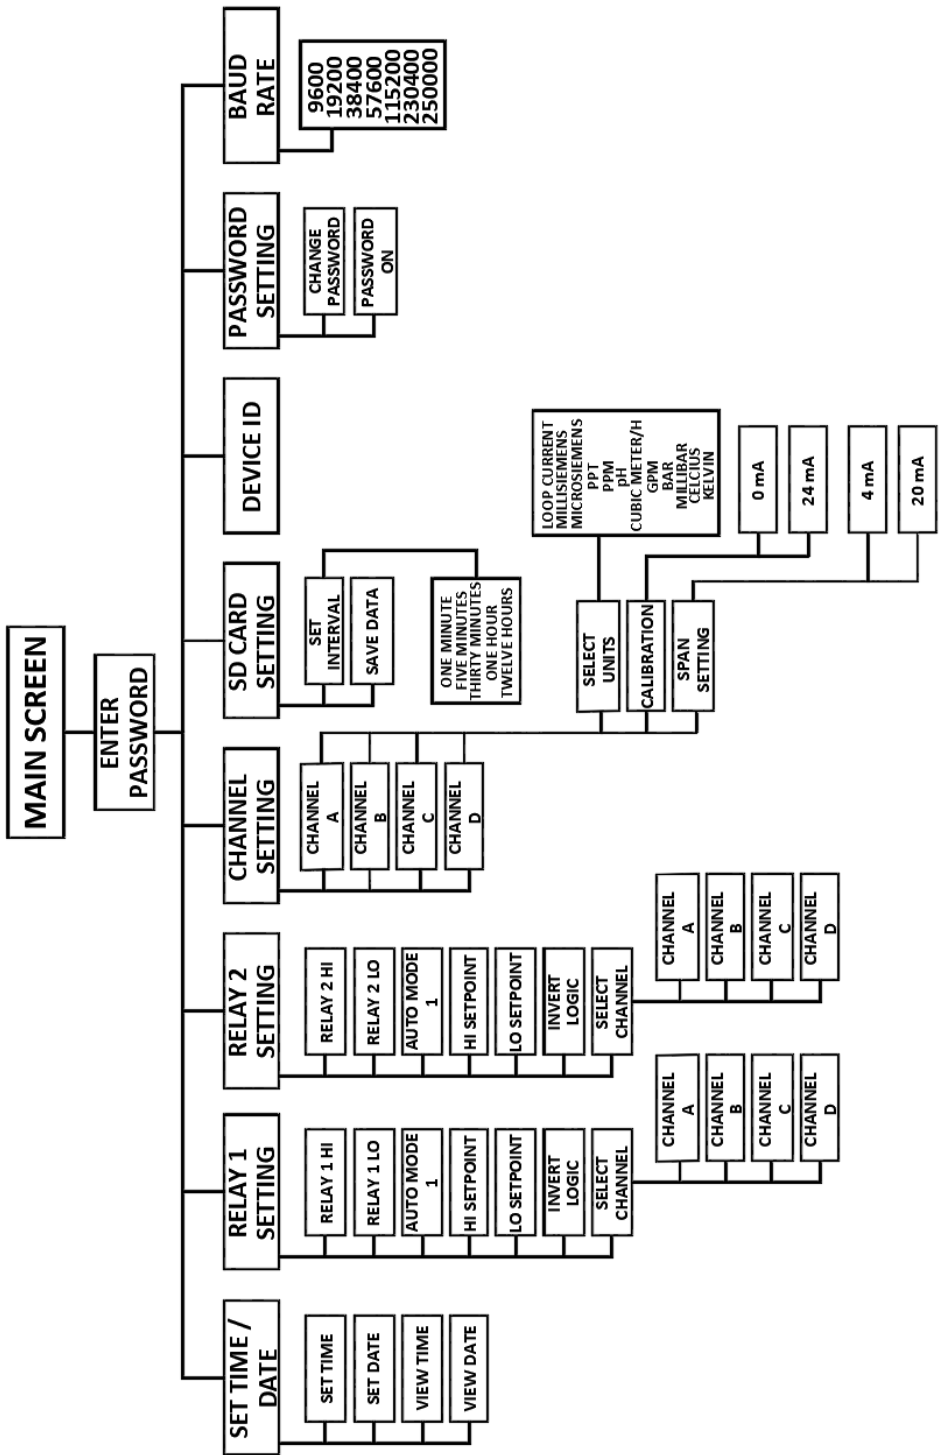 MAIN SCREEN
ENTER
PASSWORD
SET TIME /
DATE
SET TIME
SET DATE
VIEW TIME
VIEW DATE
RELAY 1
SETTING
RELAY 1 HI
RELAY 1 LO
AUTO MODE
1
HI SETPOINT
LO SETPOINT
INVERT
LOGIC
SELECT
CHANNEL
CHANNEL
A
CHANNEL
B
CHANNEL
C
CHANNEL
D
RELAY 2
SETTING
RELAY 2 HI
RELAY 2 LO
AUTO MODE
1
HI SETPOINT
LO SETPOINT
INVERT
LOGIC
SELECT
CHANNEL
CHANNEL
A
CHANNEL
B
CHANNEL
C
CHANNEL
D
CHANNEL
SETTING
CHANNEL
A
CHANNEL
B
CHANNEL
C
CHANNEL
D
SELECT
UNITS
LOOP CURRENT
MILLISIEMENS
MICROSIEMENS
PPT
PPM
pH
CUBIC METER/H
GPM
BAR
MILLIBAR
CELCIUS
KELVIN
CALIBRATION
0 mA
24 mA
SPAN
SETTING
4 mA
20 mA
SD CARD
SETTING
SET
INTERVAL
SAVE DATA
ONE MINUTE
FIVE MINUTES
THIRTY MINUTES
ONE HOUR
TWELVE HOURS
DEVICE ID
PASSWORD
SETTING
CHANGE
PASSWORD
PASSWORD
ON
BAUD
RATE
9600
19200
38400
57600
115200
230400
250000